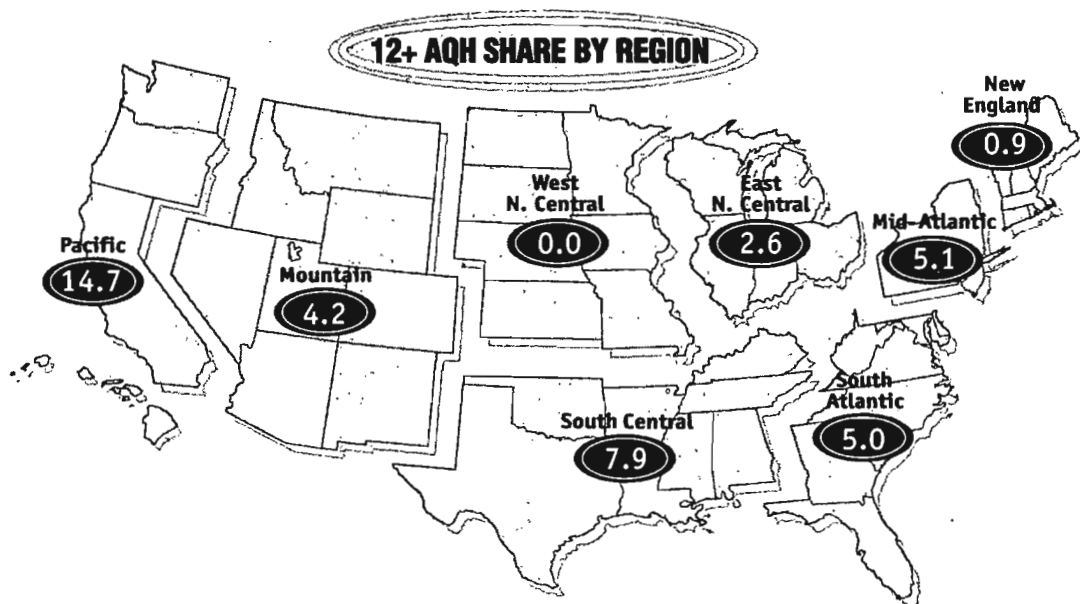 12+ AQH SHARE BY REGION
New
England
0.9
West
N. Central
0.0
East
N. Central
2.6
Mid-Atlantic
5.1
Pacific
14.7
Mountain
4.2
South
Atlantic
5.0
South Central
7.9